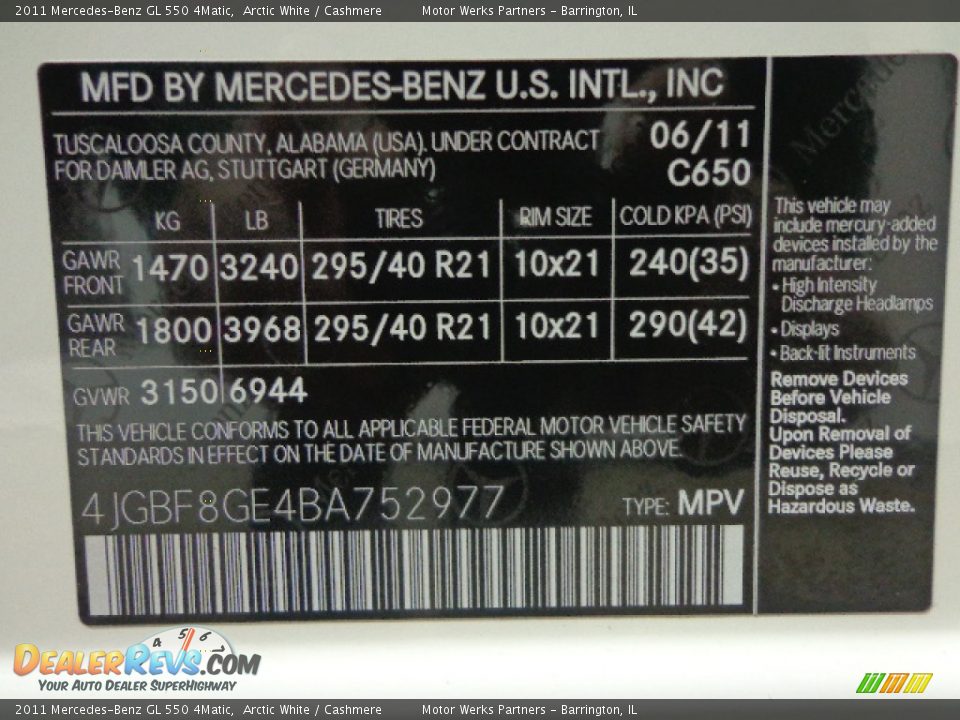 2011 Mercedes-Benz GL 550 4Matic, Arctic White / Cashmere Motor Werks Partners - Barrington, IL
MFD BY MERCEDES-BENZ U.S. INTL., INC
TUSCALOOSA COUNTY, ALABAMA (USA). UNDER CONTRACT
FOR DAIMLER AG, STUTTGART (GERMANY)
06/11
C650
KG LB TIRES RIM SIZE COLD KPA (PSI)
GAWR FRONT 1470 3240 295/40 R21 10x21 240(35)
GAWR REAR 1800 3968 295/40 R21 10x21 290(42)
GVWR 3150 6944
THIS VEHICLE CONFORMS TO ALL APPLICABLE FEDERAL MOTOR VEHICLE SAFETY
STANDARDS IN EFFECT ON THE DATE OF MANUFACTURE SHOWN ABOVE.
4JGBF8GE4BA752977 TYPE: MPV
This vehicle may
include mercury-added
devices installed by the
manufacturer:
• High Intensity
Discharge Headlamps
• Displays
• Back-lit Instruments
Remove Devices
Before Vehicle
Disposal.
Upon Removal of
Devices Please
Reuse, Recycle or
Dispose as
Hazardous Waste.
4 5 6
DEALERREVS.COM
YOUR AUTO DEALER SUPERHIGHWAY
2011 Mercedes-Benz GL 550 4Matic, Arctic White / Cashmere Motor Werks Partners - Barrington, IL